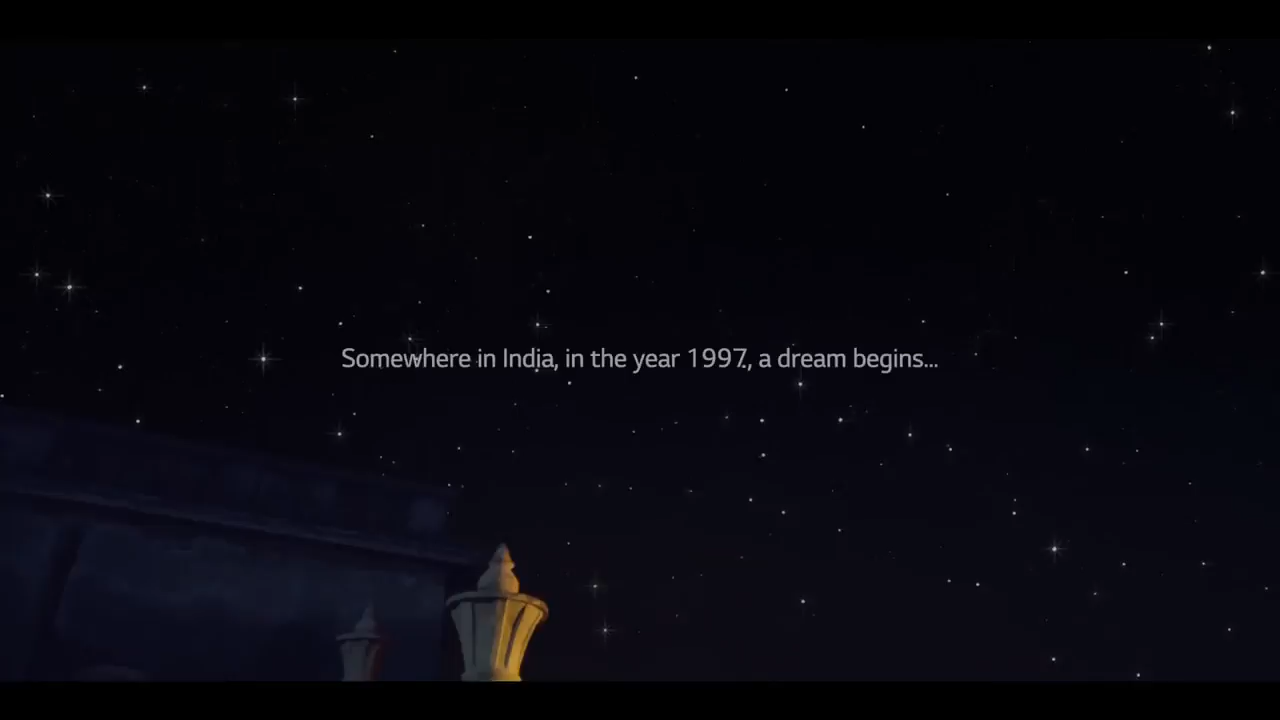 Somewhere in India, in the year 1997, a dream begins...